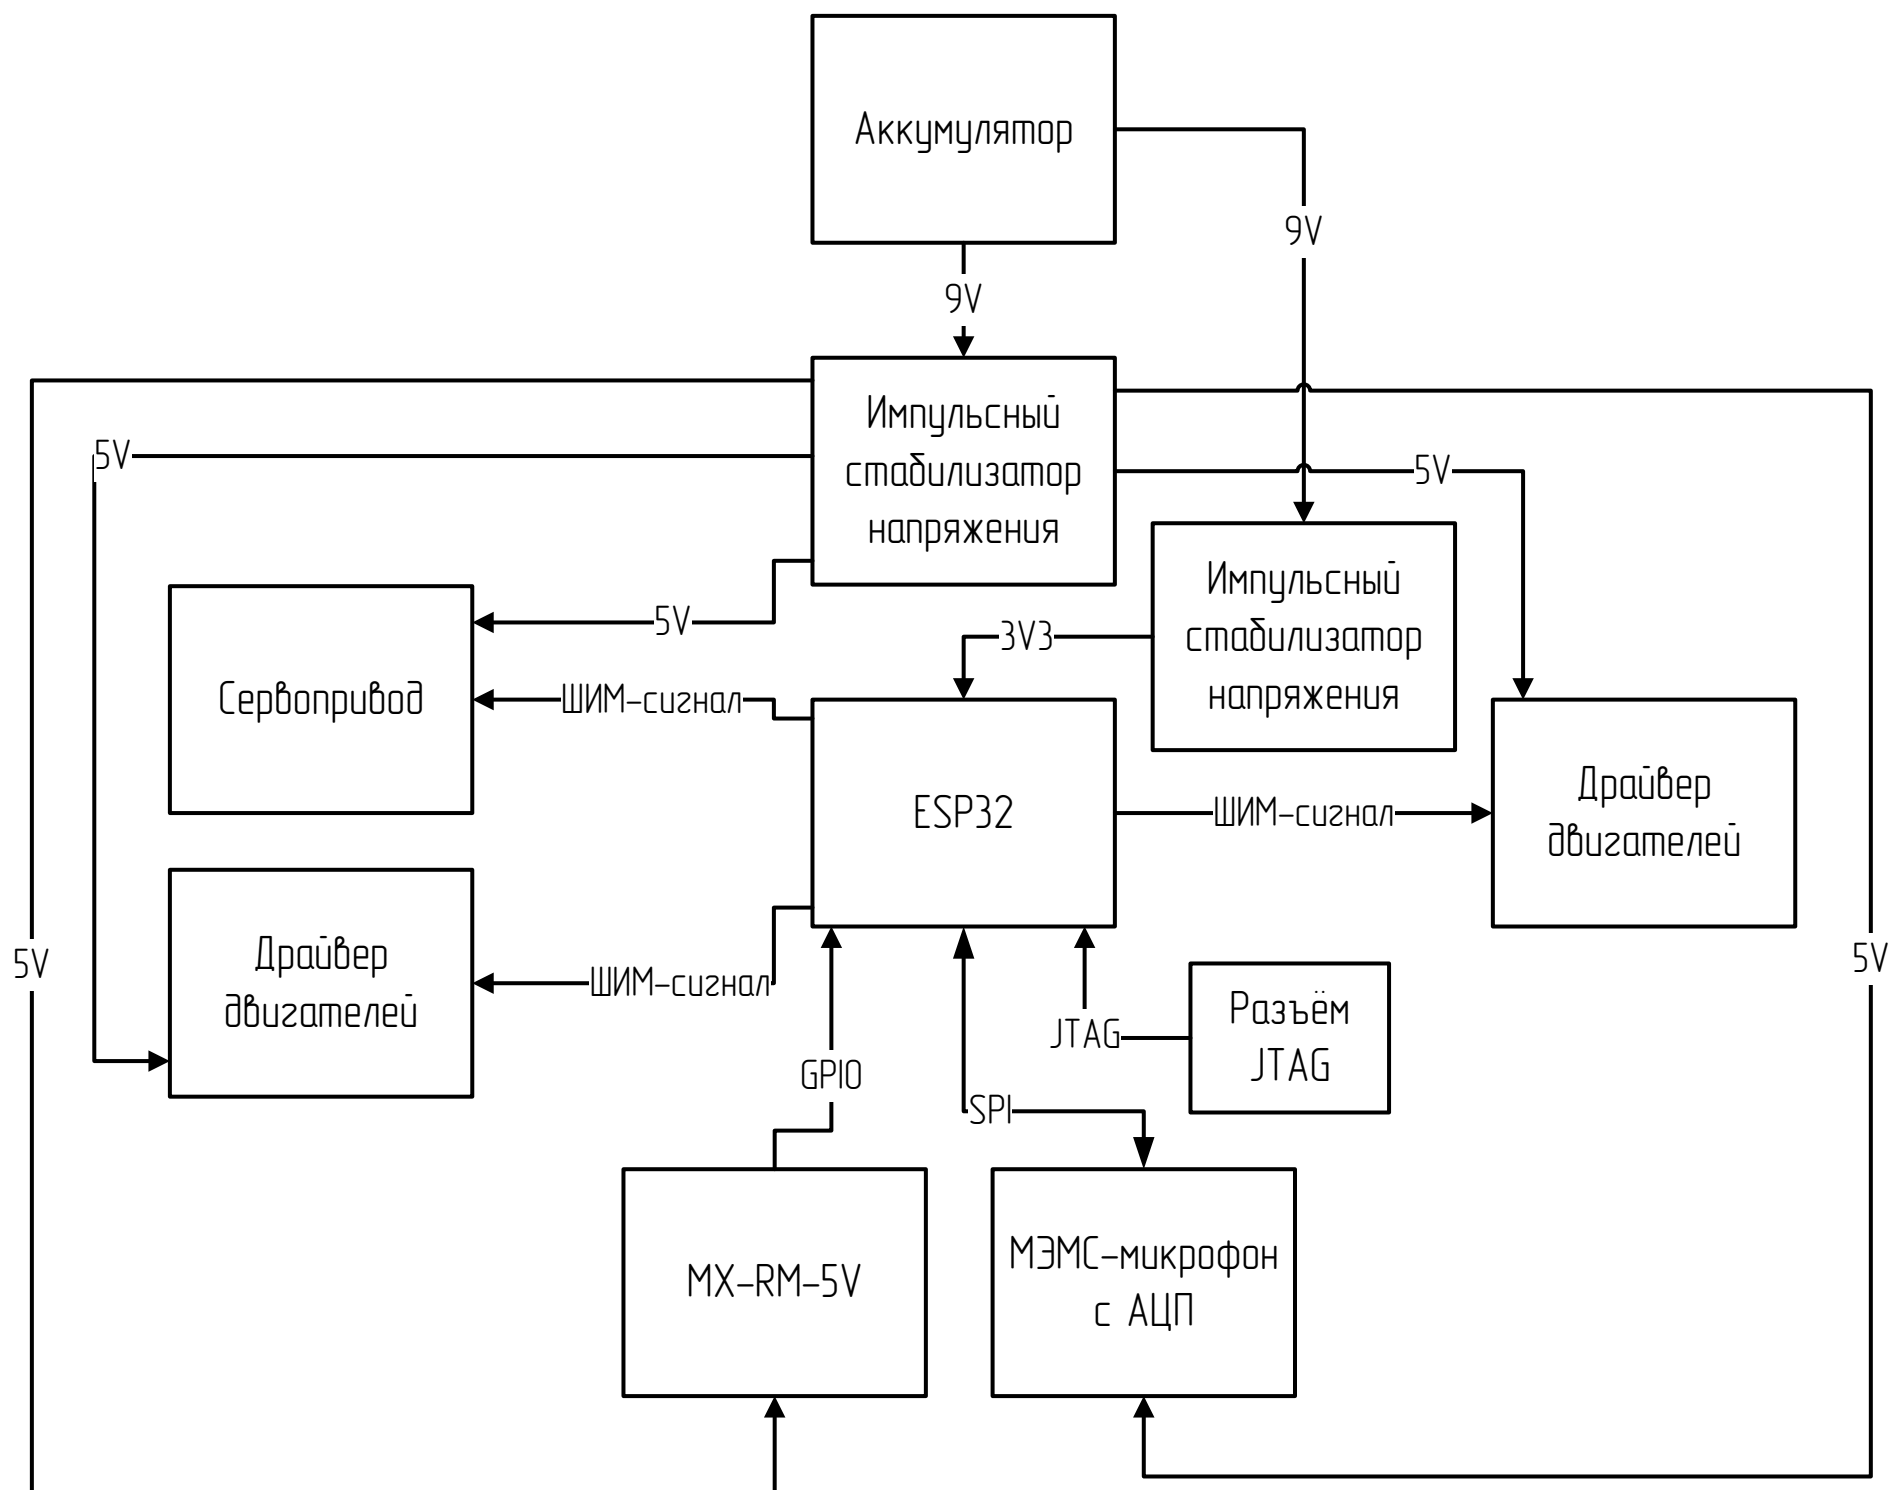 Аккумулятор
9V
9V
Импульсный
стабилизатор
напряжения
5V
5V
Импульсный
стабилизатор
напряжения
5V
3V3
Сервопривод
ШИМ-сигнал
ESP32
ШИМ-сигнал
Драйвер
двигателей
Драйвер
двигателей
ШИМ-сигнал
5V
5V
Разъём
JTAG
JTAG
GPIO
SPI
MX-RM-5V
МЭМС-микрофон
с АЦП